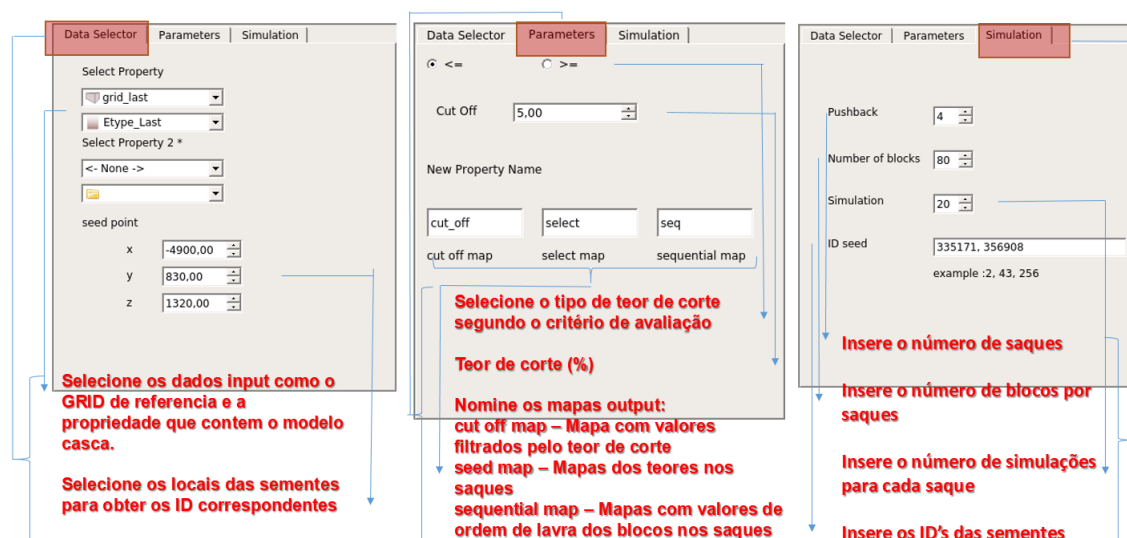 Data Selector
Parameters
Simulation
Select Property
grid_last
Etype_Last
Select Property 2 *
<- None ->
seed point
x
-4900,00
y
830,00
z
1320,00
Selecione os dados input como o
GRID de referencia e a
propriedade que contem o modelo
casca.
Selecione os locais das sementes
para obter os ID correspondentes
Data Selector
Parameters
Simulation
<=
>=
Cut Off
5,00
New Property Name
cut_off
select
seq
cut off map
select map
sequential map
Selecione o tipo de teor de corte
segundo o critério de avaliação
Teor de corte (%)
Nomine os mapas output:
cut off map – Mapa com valores
filtrados pelo teor de corte
seed map – Mapas dos teores nos
saques
sequential map – Mapas com valores de
ordem de lavra dos blocos nos saques
Data Selector
Parameters
Simulation
Pushback
4
Number of blocks
80
Simulation
20
ID seed
335171, 356908
example :2, 43, 256
Insere o número de saques
Insere o número de blocos por
saques
Insere o número de simulações
para cada saque
Insere os ID's das sementes